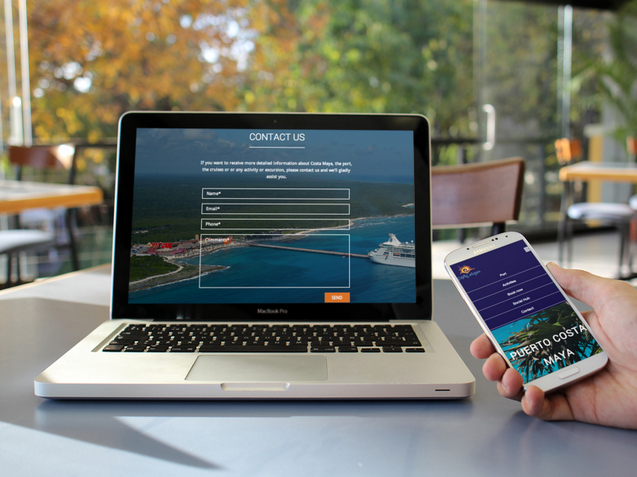 CONTACT US
If you want to receive more detailed information about Costa Maya, the port,
the cruises or or any activity or excursion, please contact us and we'll gladly
assist you.
Name*
Email*
Phone*
Comments*
SEND
MacBook Pro
Port
Activities
Book now
Social Hub
Contact
PUERTO COSTA
MAYA